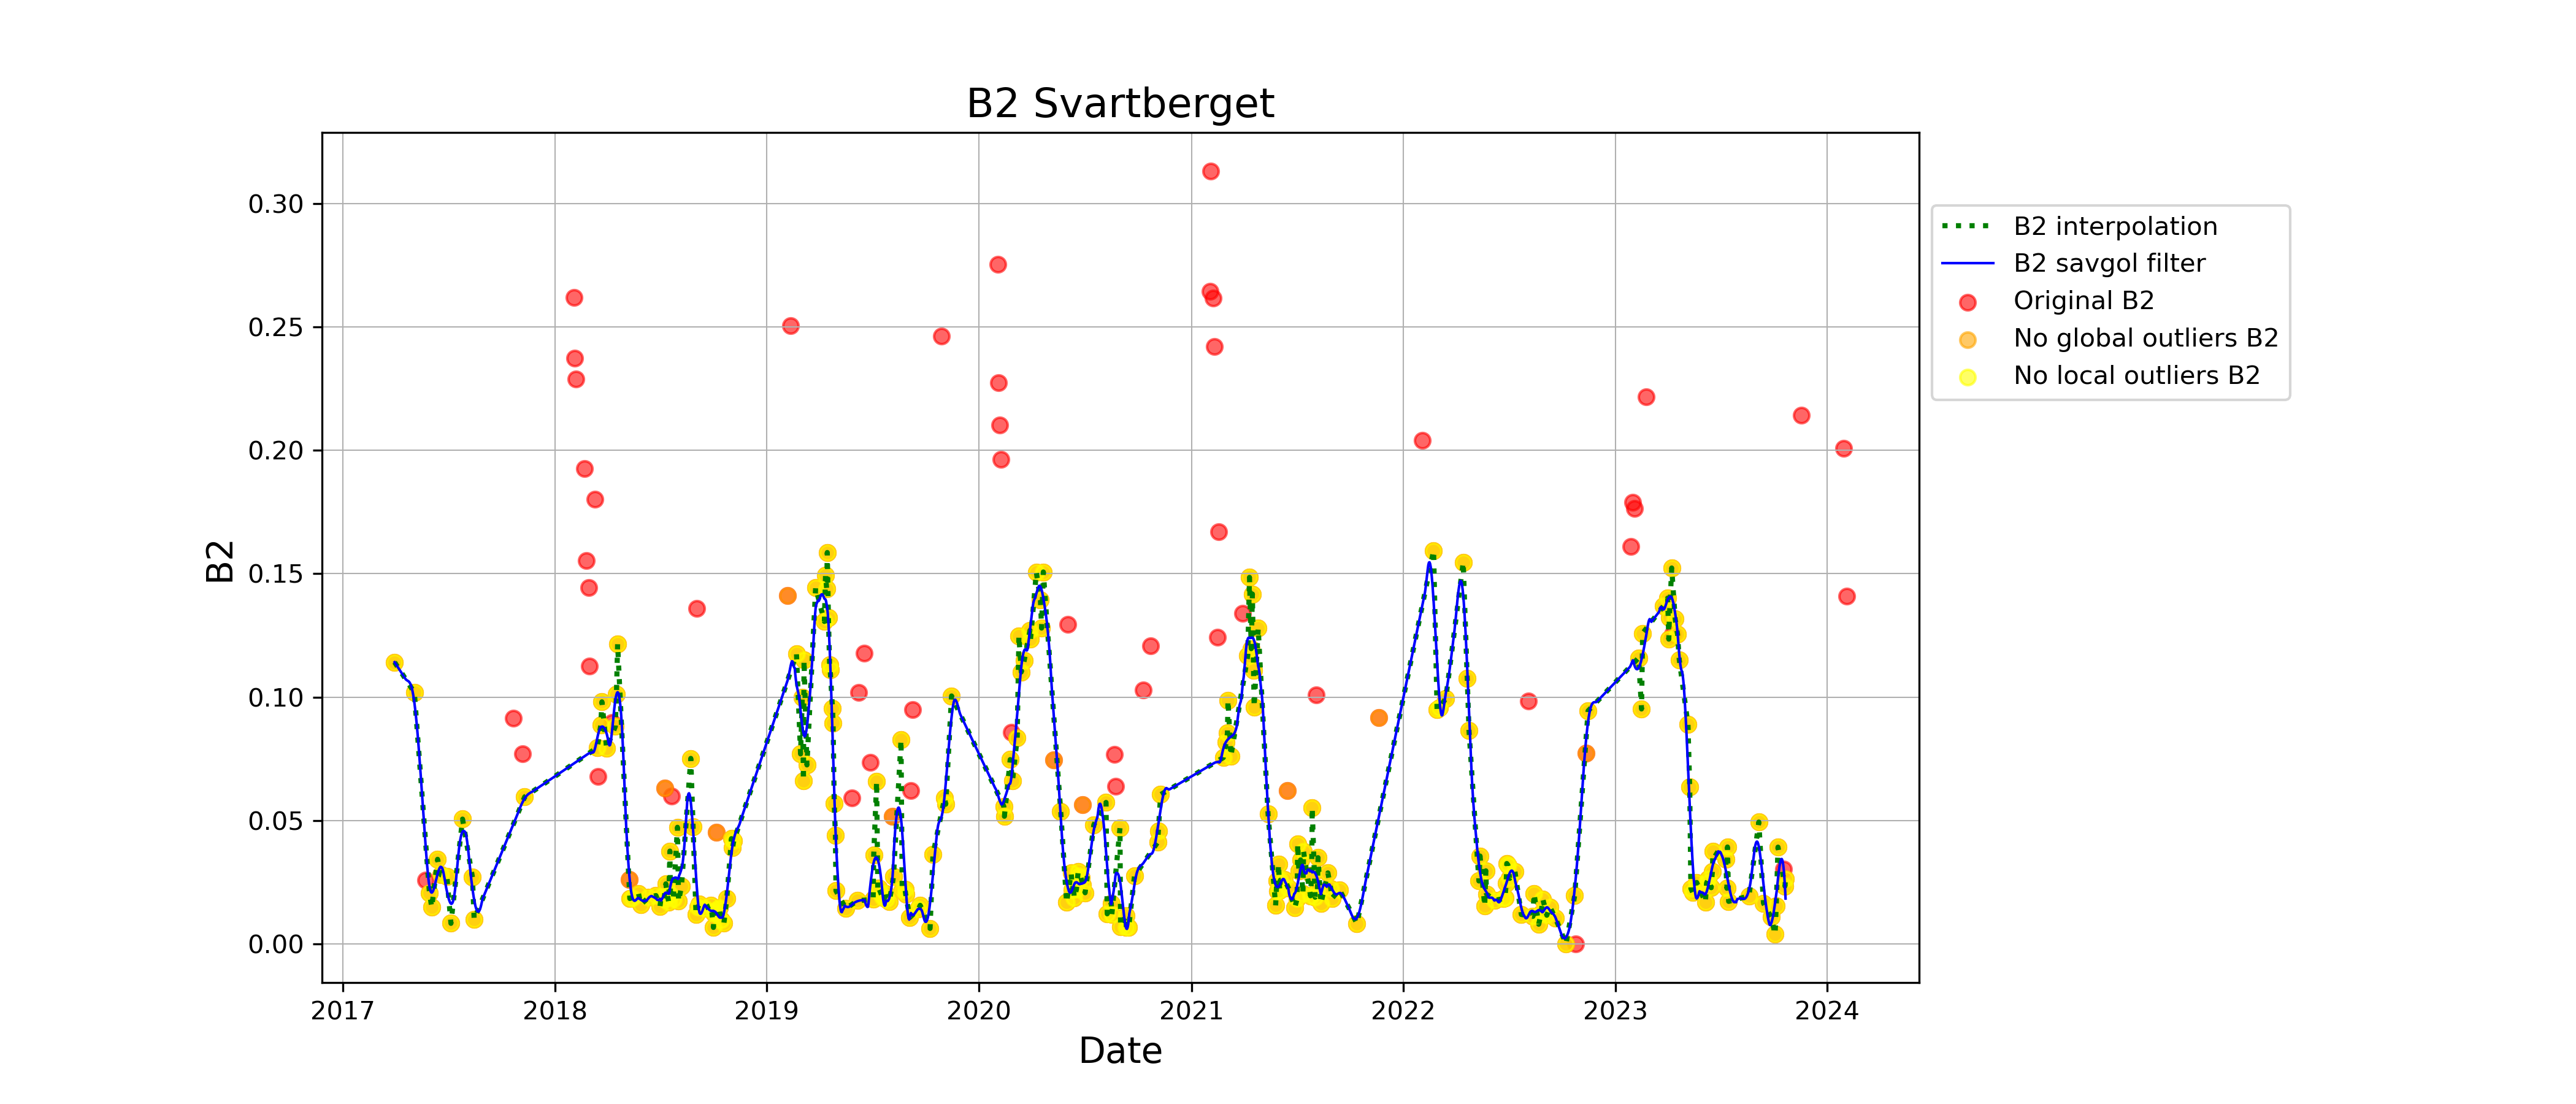 B2 Svartberget
0.30
0.25
0.20
0.15
0.10
0.05
0.00
B2
2017 2018 2019 2020 2021 2022 2023 2024
Date
B2 interpolation
B2 savgol filter
Original B2
No global outliers B2
No local outliers B2